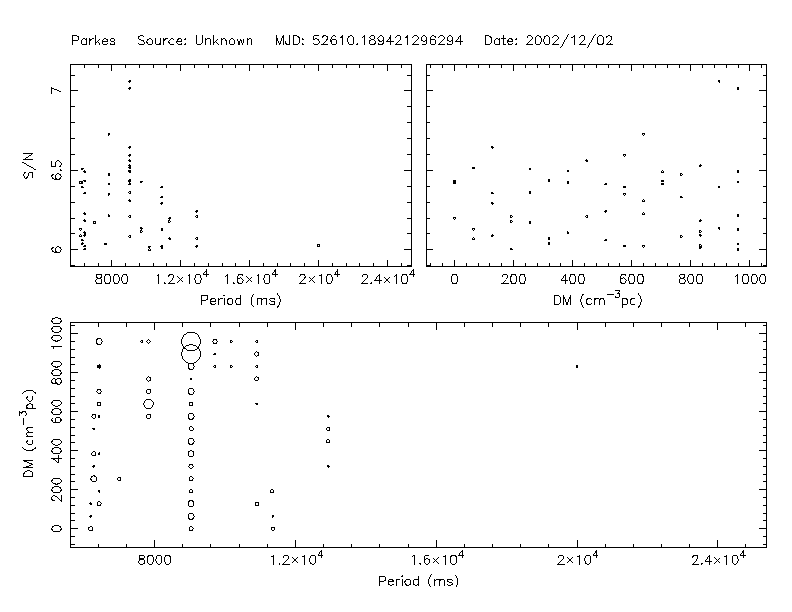 Parkes Source: Unknown MJD: 52610.189421296294 Date: 2002/12/02
7
6.5
6
S/N
8000 1.2×10⁴ 1.6×10⁴ 2×10⁴ 2.4×10⁴
Period (ms)
0 200 400 600 800 1000
DM (cm⁻³pc)
1000
800
600
400
200
0
DM (cm⁻³pc)
8000 1.2×10⁴ 1.6×10⁴ 2×10⁴ 2.4×10⁴
Period (ms)